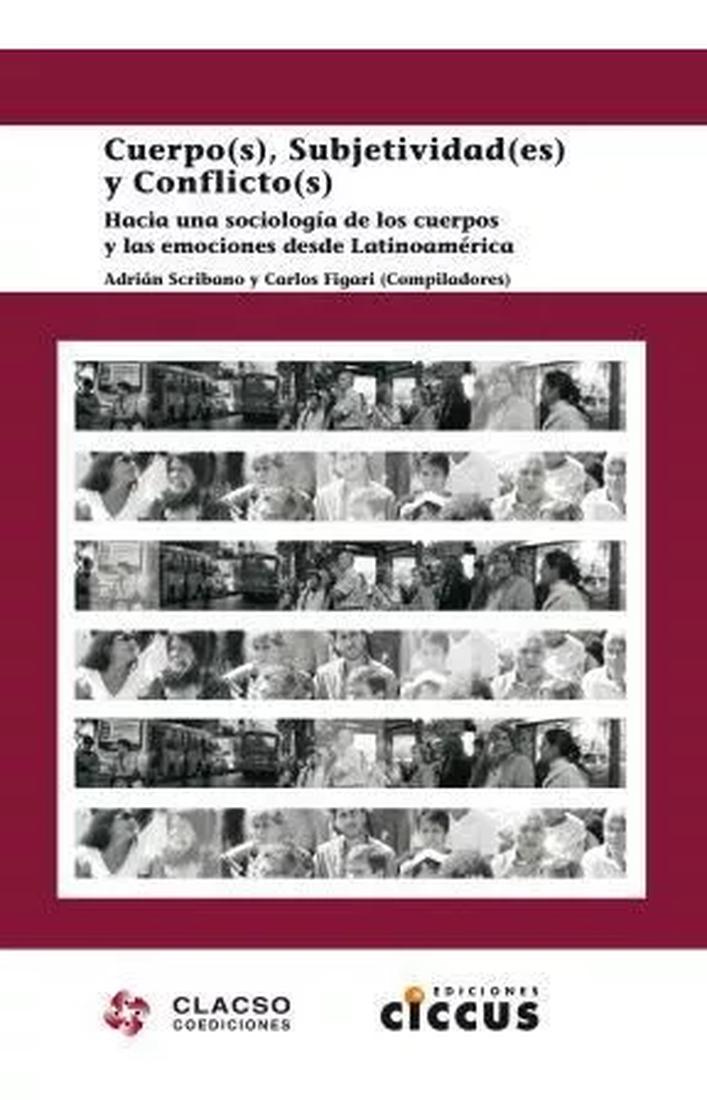 Cuerpo(s), Subjetividad(es)
y Conflicto(s)
Hacia una sociología de los cuerpos
y las emociones desde Latinoamérica
Adrián Scribano y Carlos Figari (Compiladores)
CLACSO
COEDICIONES
EDICIONES
CICCUS